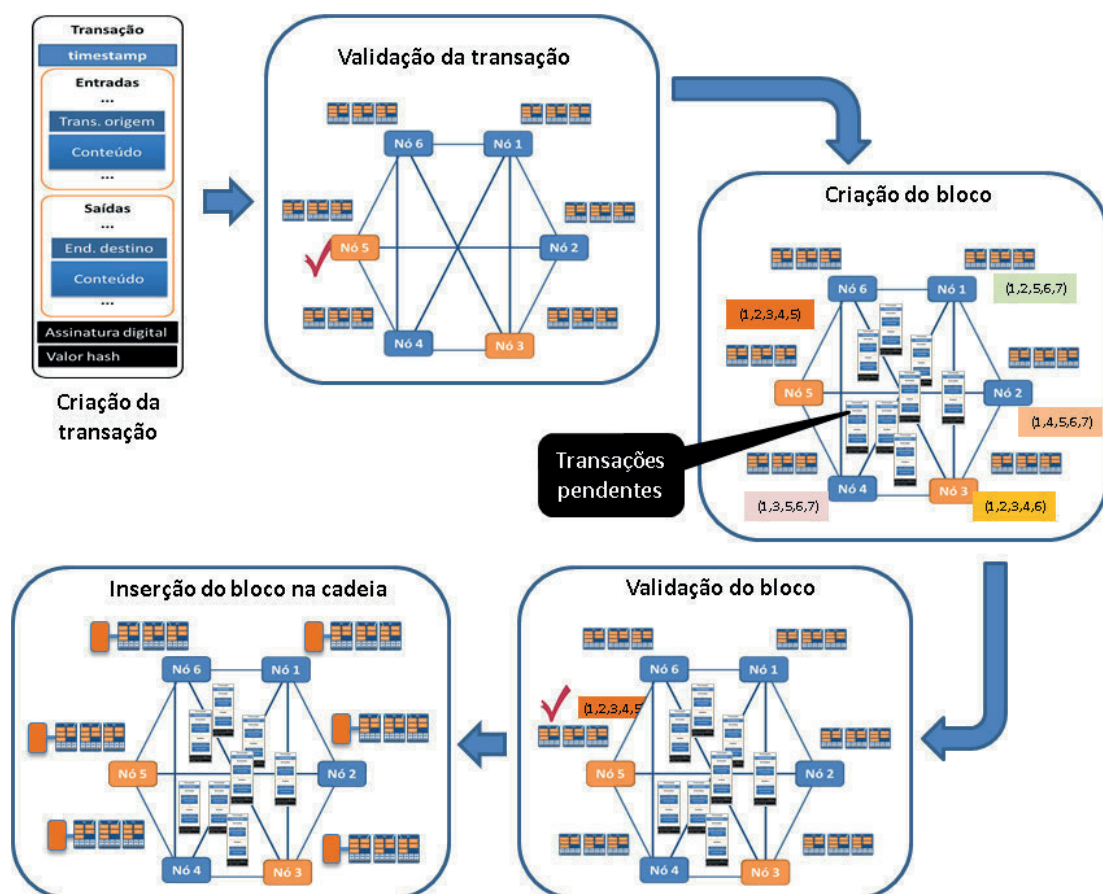 Transação
timestamp
Entradas
...
Trans. origem
Conteúdo
...
Saídas
...
End. destino
Conteúdo
...
Assinatura digital
Valor hash
Criação da
transação
Validação da transação
Nó 6
Nó 1
Nó 5
Nó 2
Nó 4
Nó 3
Criação do bloco
Nó 6
Nó 1
(1,2,5,6,7)
(1,2,3,4,5)
Nó 5
Nó 2
(1,4,5,6,7)
Transações
pendentes
Nó 4
Nó 3
(1,3,5,6,7)
(1,2,3,4,6)
Inserção do bloco na cadeia
Nó 6
Nó 1
Nó 5
Nó 2
Nó 4
Nó 3
Validação do bloco
Nó 6
Nó 1
(1,2,3,4,5
Nó 5
Nó 2
Nó 4
Nó 3